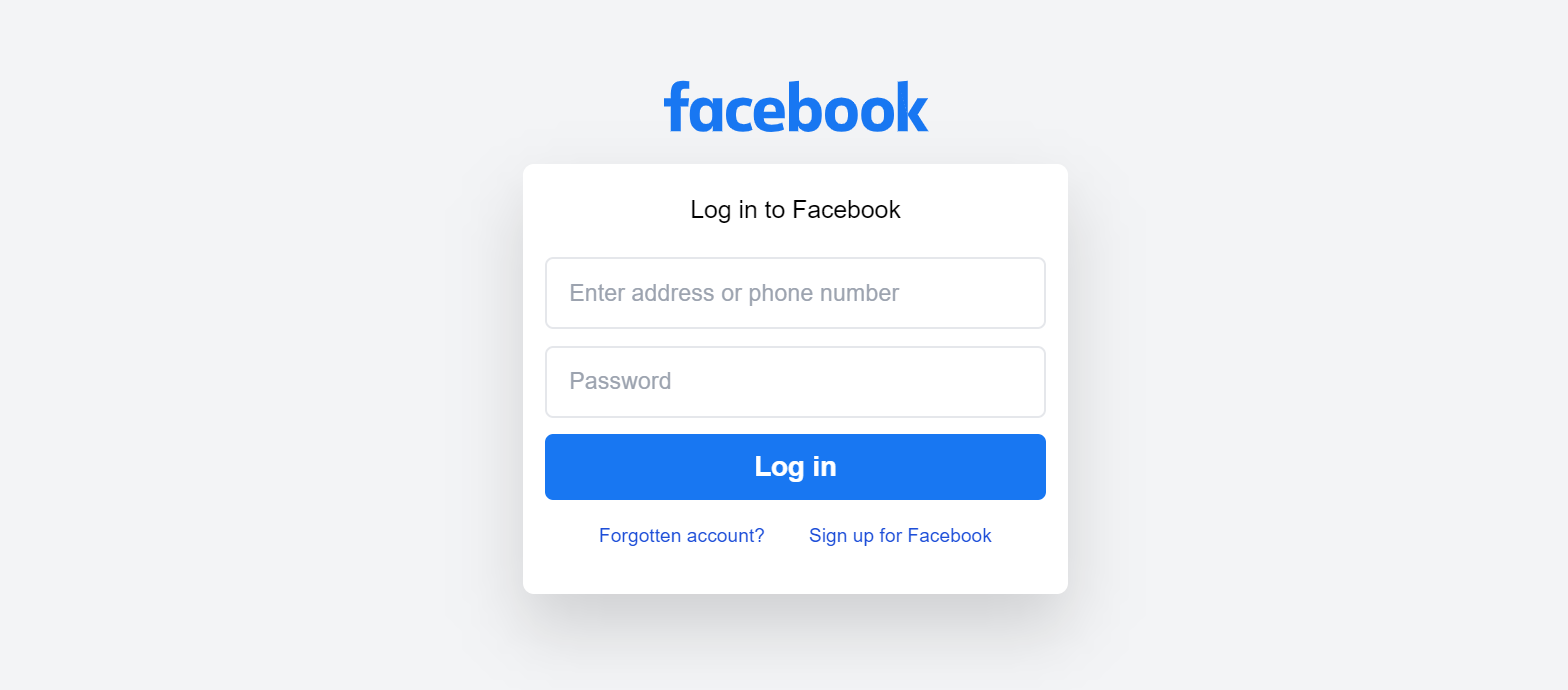 facebook
Log in to Facebook
Enter address or phone number
Password
Log in
Forgotten account? Sign up for Facebook